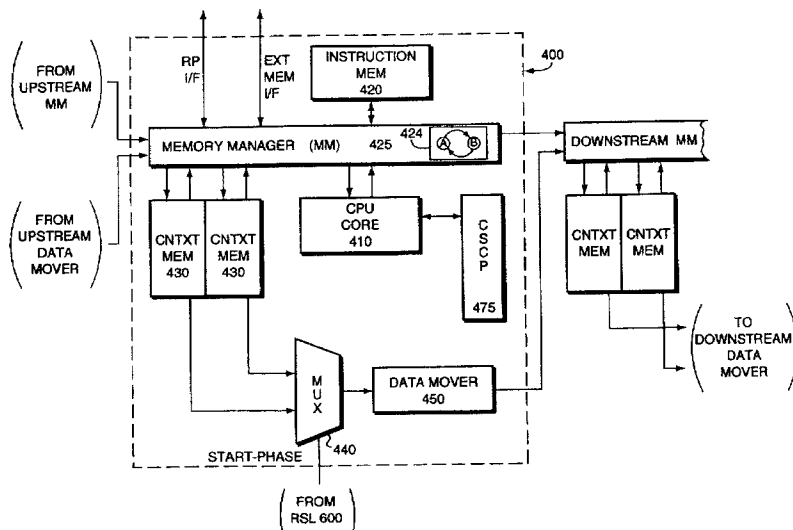 RP
I/F
EXT
MEM
I/F
INSTRUCTION
MEM
420
400
(FROM
UPSTREAM
MM)
MEMORY MANAGER (MM) 425
424
A B
DOWNSTREAM MM
(FROM
UPSTREAM
DATA
MOVER)
CNTXT
MEM
430
CNTXT
MEM
430
CPU
CORE
410
CSCP
475
CNTXT
MEM
CNTXT
MEM
(TO
DOWNSTREAM
DATA
MOVER)
MUX
DATA MOVER
450
440
START-PHASE
(FROM
RSL 600)